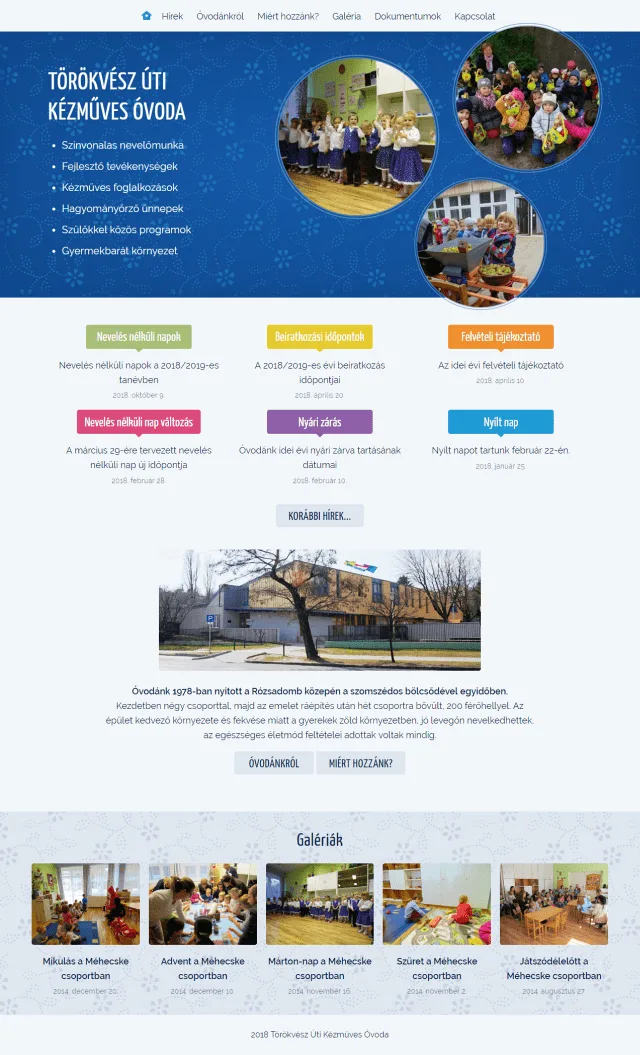 Hírek Óvodánkról Miért hozzánk? Galéria Dokumentumok Kapcsolat
TÖRÖKVÉSZ ÚTI
KÉZMŰVES ÓVODA
Színvonalas nevelőmunka
Fejlesztő tevékenységek
Kézműves foglalkozások
Hagyományőrző ünnepek
Szülőkkel közös programok
Gyermekbarát környezet
Nevelés nélküli napok
Nevelés nélküli napok a 2018/2019-es
tanévben
2018. október 9.
Beiratkozási időpontok
A 2018/2019-es évi beiratkozás
időpontjai
2018. április 20.
Felvételi tájékoztató
Az idei évi felvételi tájékoztató
2018. április 10.
Nevelés nélküli nap változás
A március 29-ére tervezett nevelés
nélküli nap új időpontja
2018. február 28.
Nyári zárás
Óvodánk idei évi nyári zárva tartásának
dátumai
2018. február 10.
Nyílt nap
Nyílt napot tartunk február 22-én.
2018. január 25.
KORÁBBI HÍREK...
Óvodánk 1978-ban nyitott a Rózsadomb közepén a szomszédos bölcsődével egyidőben.
Kezdetben négy csoporttal, majd az emelet ráépítés után hét csoportra bővült, 200 férőhellyel. Az
épület kedvező környezete és fekvése miatt a gyerekek zöld környezetben, jó levegőn nevelkedhettek,
az egészséges életmód feltételei adottak voltak mindig.
ÓVODÁNKRÓL
MIÉRT HOZZÁNK?
Galériák
Mikulás a Méhecske
csoportban
2014. december 20.
Advent a Méhecske
csoportban
2014. december 10.
Márton-nap a Méhecske
csoportban
2014. november 16.
Szüret a Méhecske
csoportban
2014. november 2.
Játszódélelőtt a
Méhecske csoportban
2014. augusztus 27.
2018 Törökvész Úti Kézműves Óvoda